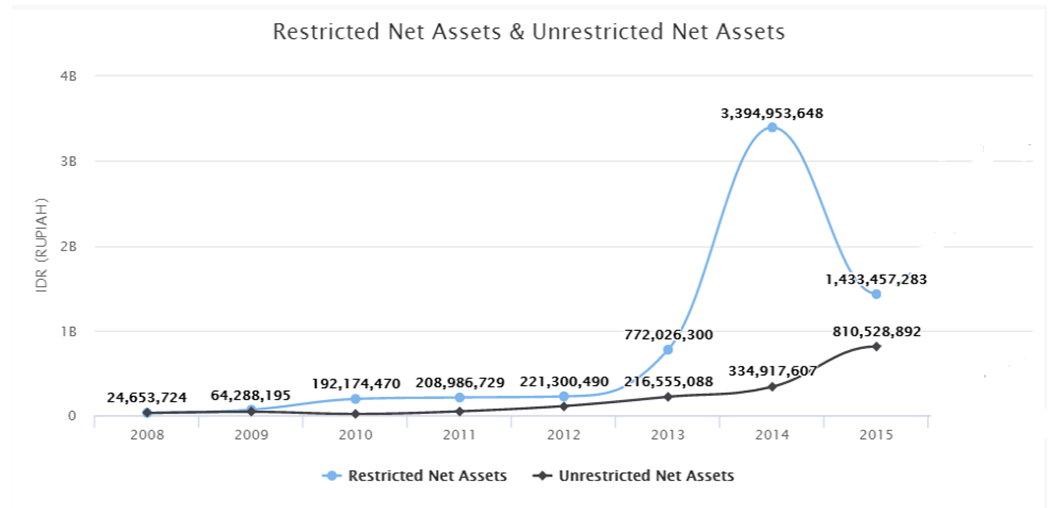 Restricted Net Assets & Unrestricted Net Assets
4B
3,394,953,648
3B
IDR (RUPIAH)
2B
1,433,457,283
1B
772,026,300
810,528,892
24,653,724
64,288,195
192,174,470
208,986,729
221,300,490
216,555,088
334,917,607
0
2008 2009 2010 2011 2012 2013 2014 2015
Restricted Net Assets Unrestricted Net Assets